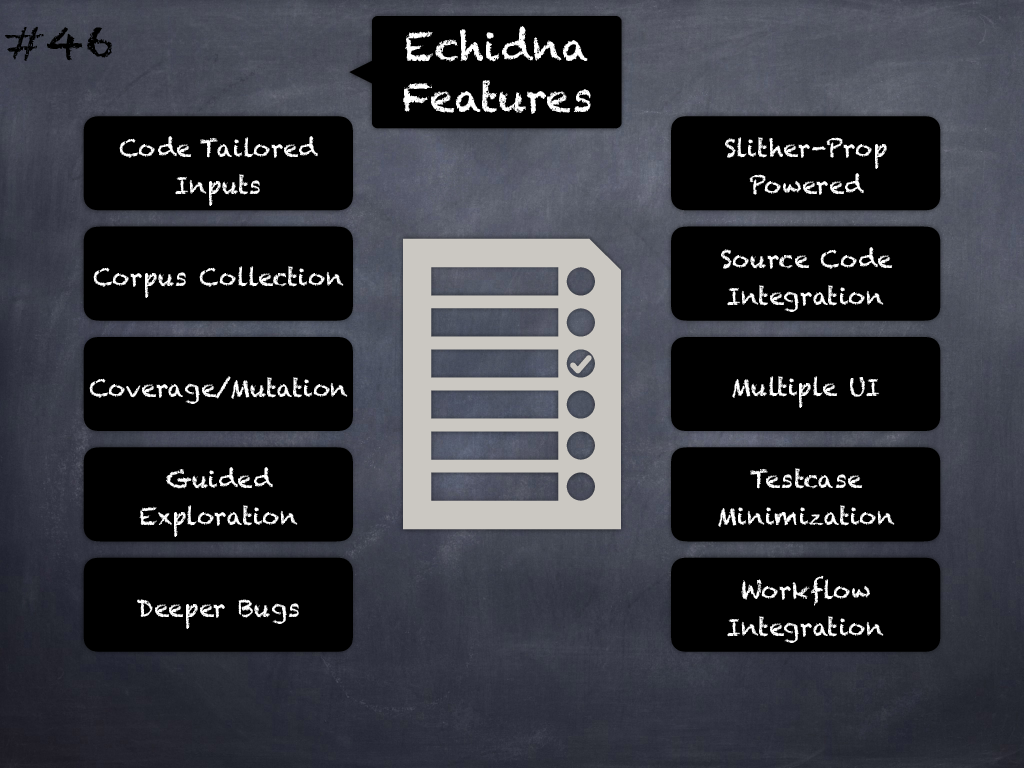 #46
Echidna
Features
Code Tailored
Inputs
Corpus Collection
Coverage/Mutation
Guided
Exploration
Deeper Bugs
Slither-Prop
Powered
Source Code
Integration
Multiple UI
Testcase
Minimization
Workflow
Integration